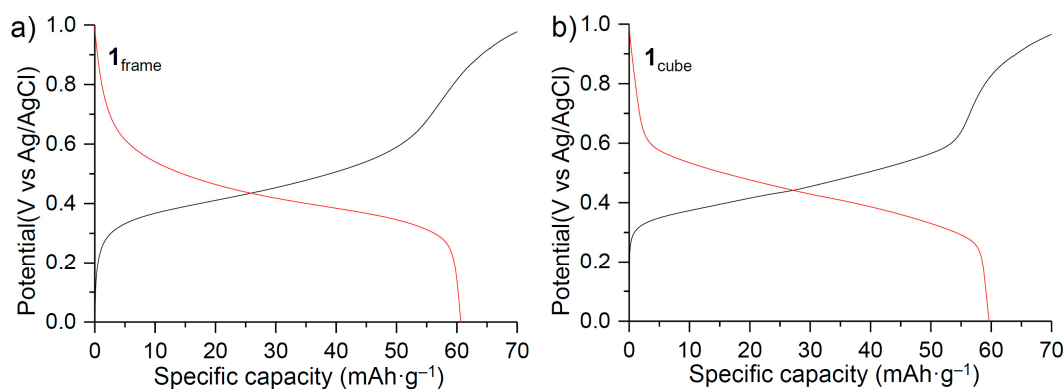 a)
1frame
Potential(V vs Ag/AgCl)
1.0
0.8
0.6
0.4
0.2
0.0
0 10 20 30 40 50 60 70
Specific capacity (mAh·g⁻¹)
b)
1cube
Potential(V vs Ag/AgCl)
1.0
0.8
0.6
0.4
0.2
0.0
0 10 20 30 40 50 60 70
Specific capacity (mAh·g⁻¹)